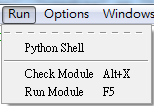 Run Options Windows
Python Shell
Check Module Alt+X
Run Module F5